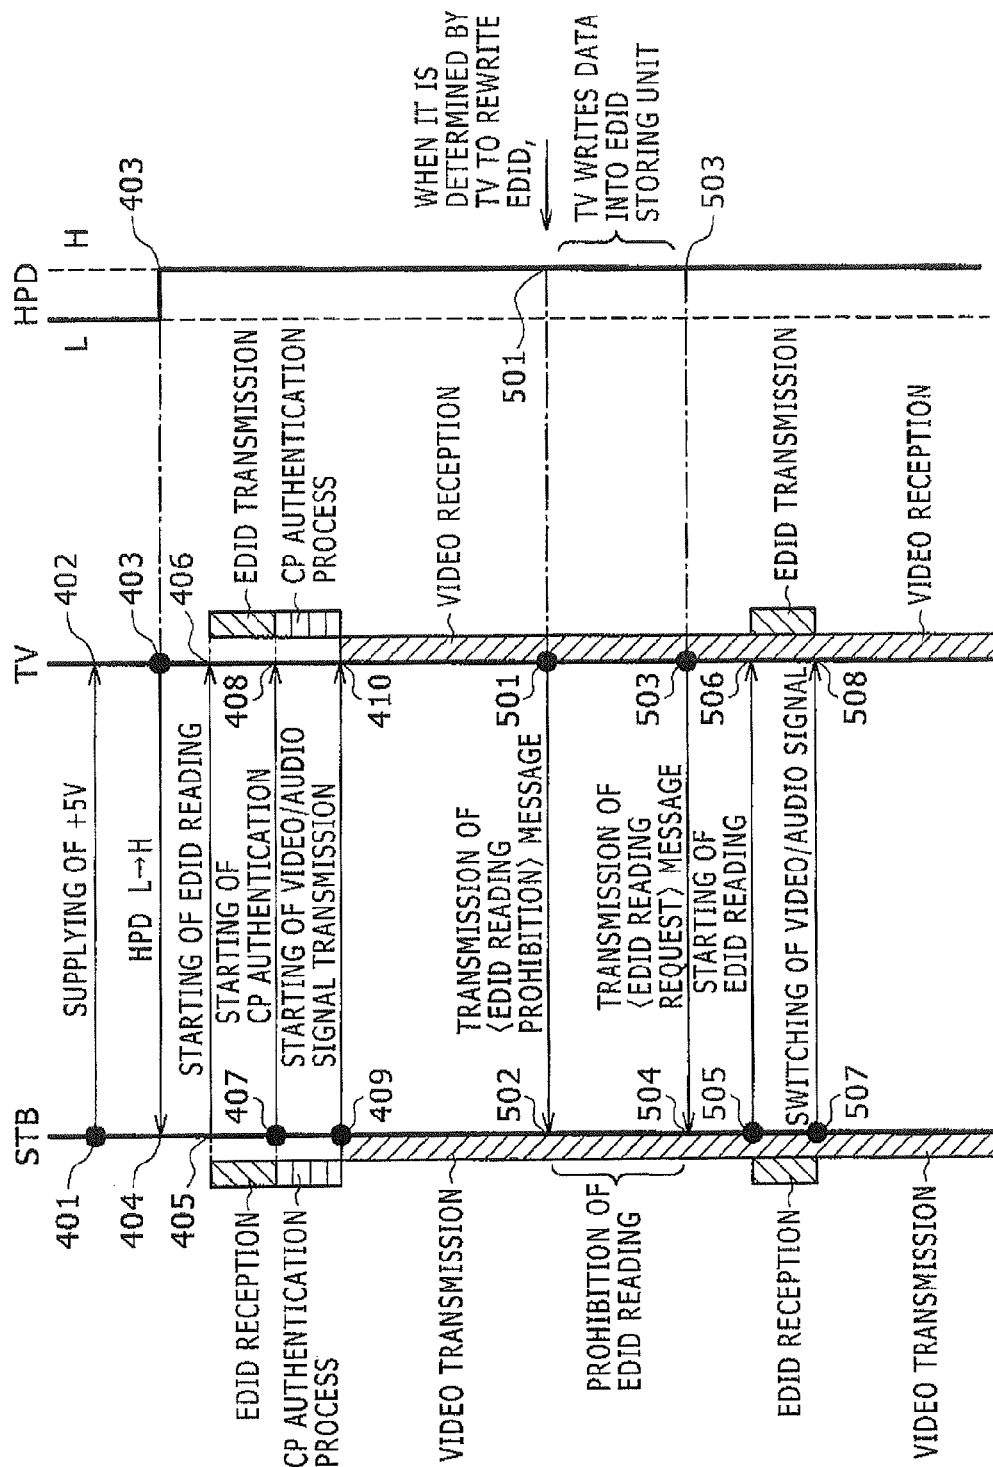 STB
TV
HPD
L
H
401
SUPPLYING OF +5V
402
403
403
HPD L→H
404
405
STARTING OF EDID READING
406
EDID RECEPTION
EDID TRANSMISSION
STARTING OF
CP AUTHENTICATION
407
408
CP AUTHENTICATION
PROCESS
CP AUTHENTICATION
PROCESS
STARTING OF VIDEO/AUDIO
SIGNAL TRANSMISSION
409
410
VIDEO TRANSMISSION
VIDEO RECEPTION
WHEN IT IS
DETERMINED BY
TV TO REWRITE
EDID,
TRANSMISSION OF
〈EDID READING
PROHIBITION〉 MESSAGE
502
501
501
PROHIBITION OF
EDID READING
TV WRITES DATA
INTO EDID
STORING UNIT
TRANSMISSION OF
〈EDID READING
REQUEST〉 MESSAGE
504
503
503
STARTING OF
EDID READING
505
506
EDID RECEPTION
EDID TRANSMISSION
SWITCHING OF VIDEO/AUDIO SIGNAL
507
508
VIDEO TRANSMISSION
VIDEO RECEPTION